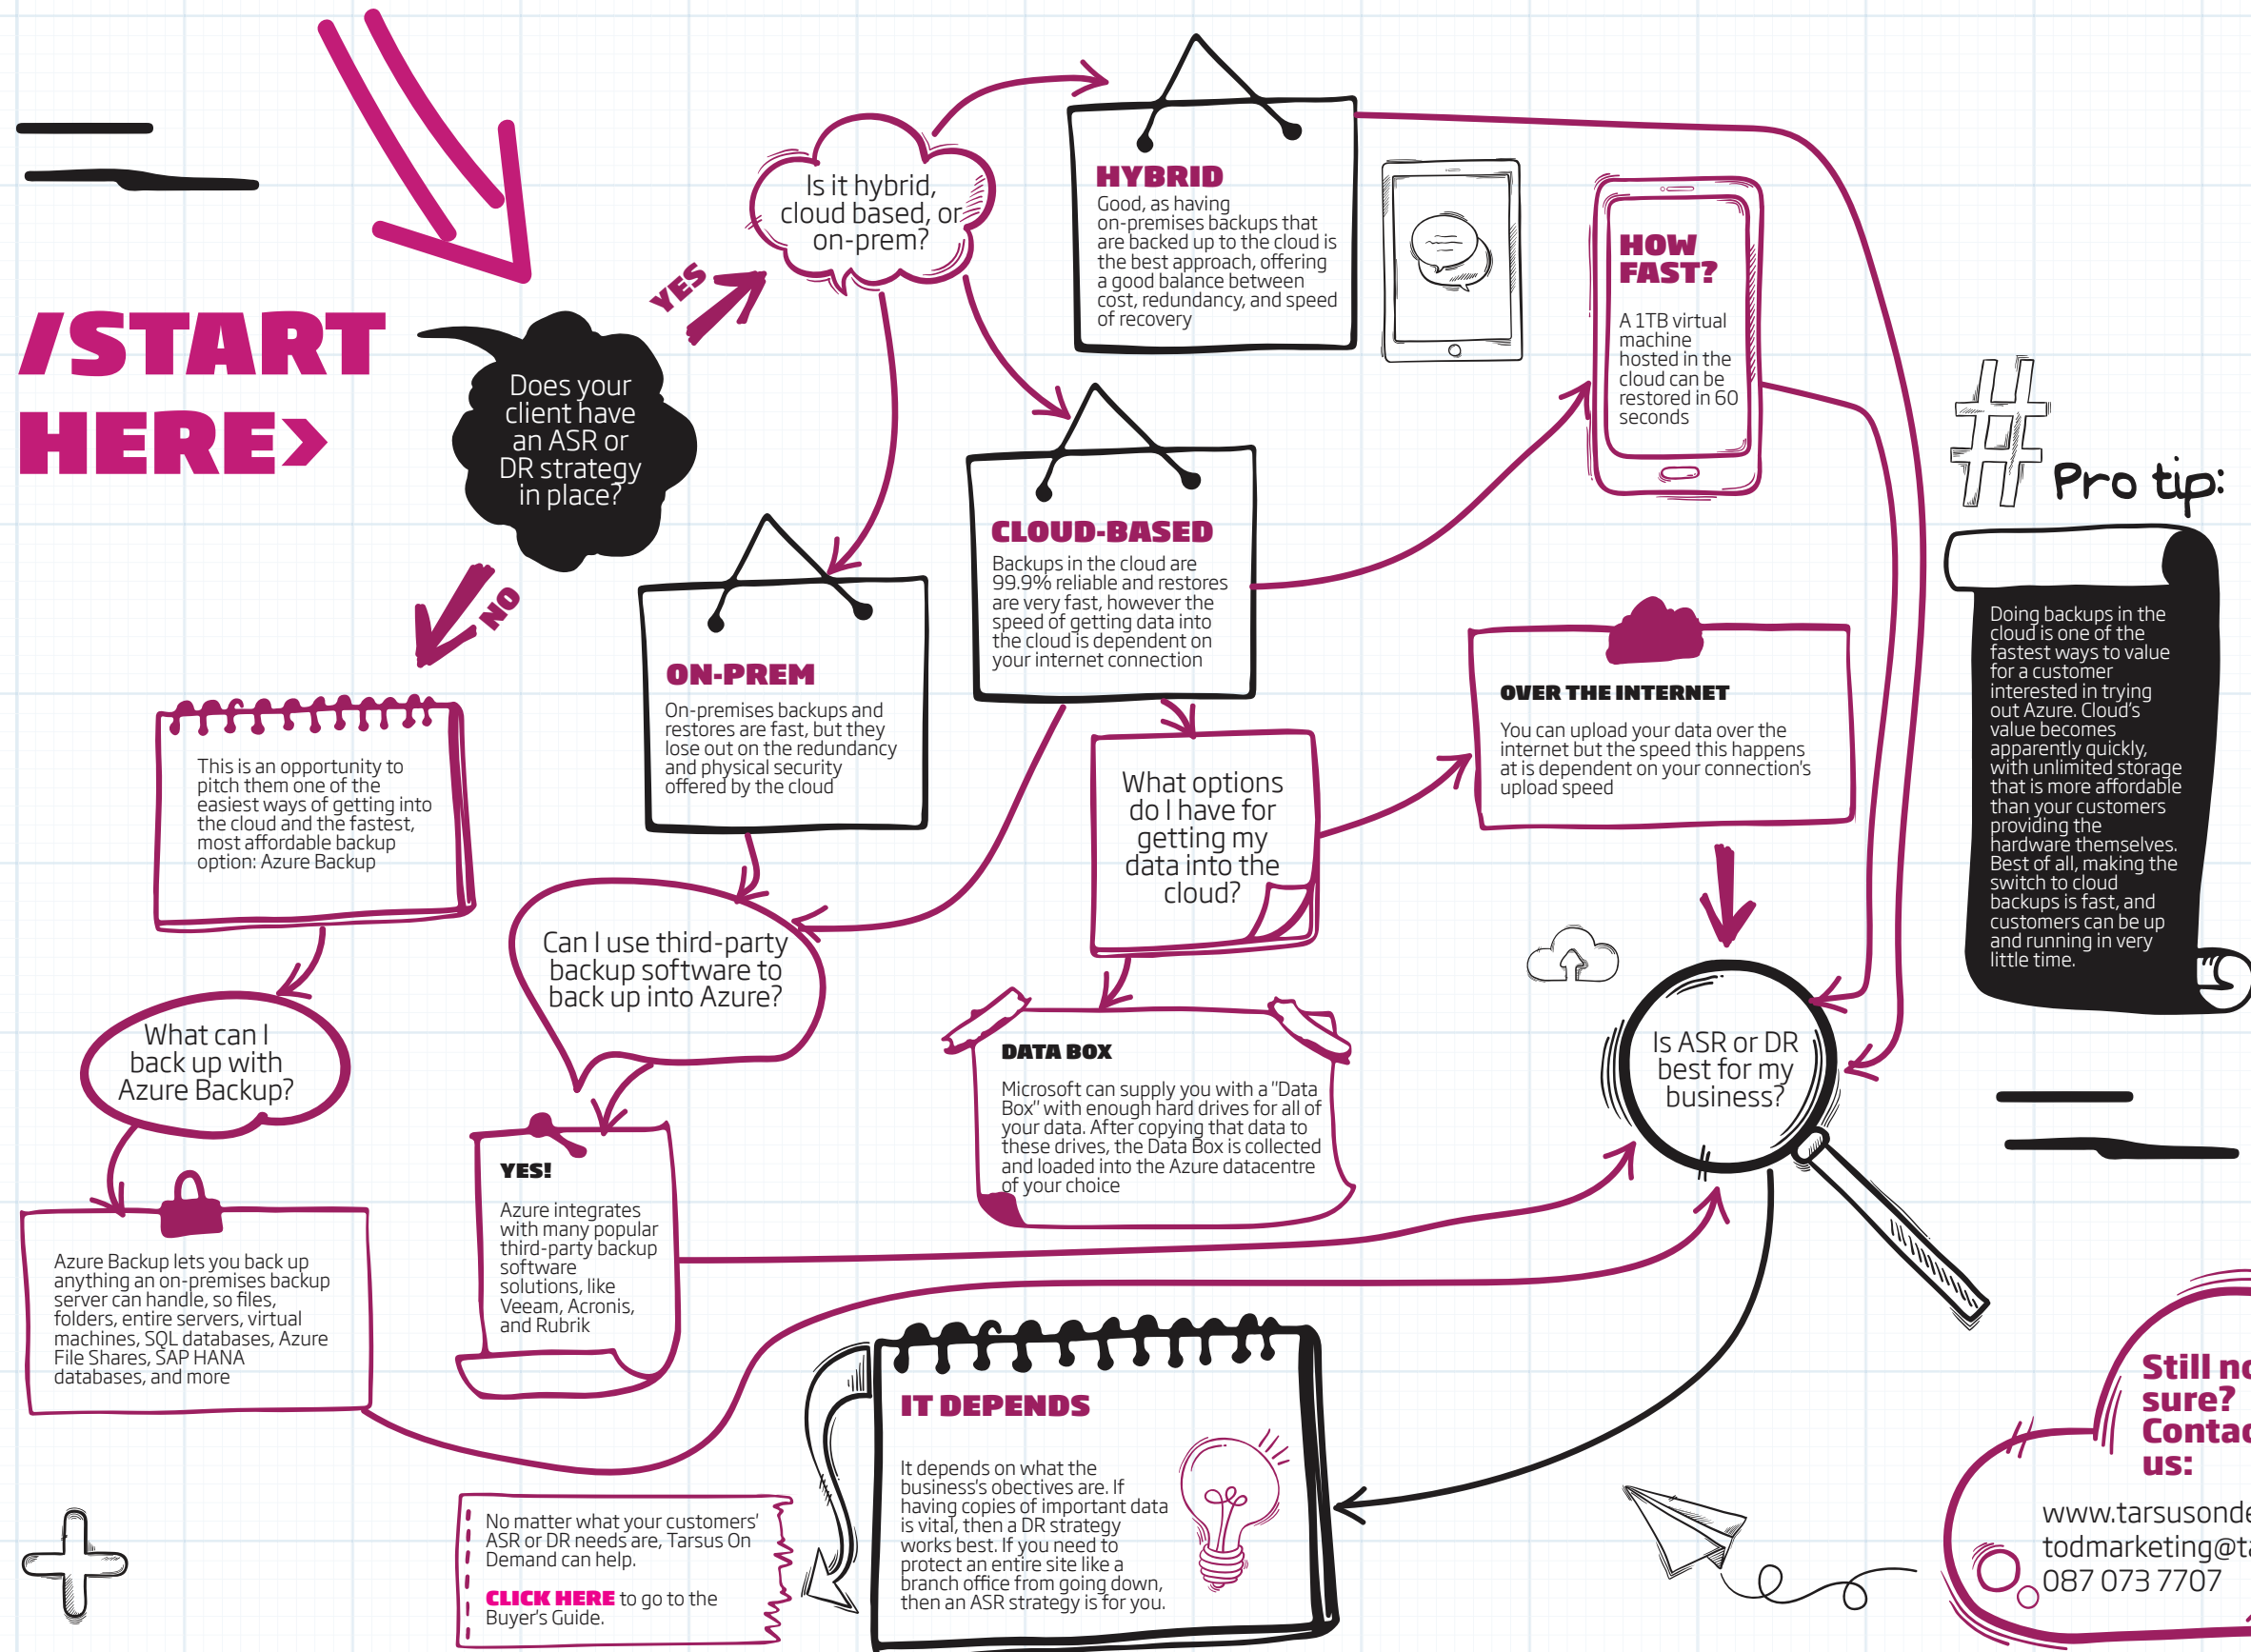 /START
HERE>
Does your
client have
an ASR or
DR strategy
in place?
YES
NO
Is it hybrid,
cloud based, or
on-prem?
HYBRID
Good, as having
on-premises backups that
are backed up to the cloud is
the best approach, offering
a good balance between
cost, redundancy, and speed
of recovery
HOW
FAST?
A 1TB virtual
machine
hosted in the
cloud can be
restored in 60
seconds
CLOUD-BASED
Backups in the cloud are
99.9% reliable and restores
are very fast, however the
speed of getting data into
the cloud is dependent on
your internet connection
ON-PREM
On-premises backups and
restores are fast, but they
lose out on the redundancy
and physical security
offered by the cloud
# Pro tip:
Doing backups in the
cloud is one of the
fastest ways to value
for a customer
interested in trying
out Azure. Cloud's
value becomes
apparently quickly,
with unlimited storage
that is more affordable
than your customers
providing the
hardware themselves.
Best of all, making the
switch to cloud
backups is fast, and
customers can be up
and running in very
little time.
OVER THE INTERNET
You can upload your data over the
internet but the speed this happens
at is dependent on your connection's
upload speed
What options
do I have for
getting my
data into the
cloud?
This is an opportunity to
pitch them one of the
easiest ways of getting into
the cloud and the fastest,
most affordable backup
option: Azure Backup
What can I
back up with
Azure Backup?
Can I use third-party
backup software to
back up into Azure?
DATA BOX
Microsoft can supply you with a "Data
Box" with enough hard drives for all of
your data. After copying that data to
these drives, the Data Box is collected
and loaded into the Azure datacentre
of your choice
Is ASR or DR
best for my
business?
YES!
Azure integrates
with many popular
third-party backup
software
solutions, like
Veeam, Acronis,
and Rubrik
Azure Backup lets you back up
anything an on-premises backup
server can handle, so files,
folders, entire servers, virtual
machines, SQL databases, Azure
File Shares, SAP HANA
databases, and more
IT DEPENDS
It depends on what the
business's obectives are. If
having copies of important data
is vital, then a DR strategy
works best. If you need to
protect an entire site like a
branch office from going down,
then an ASR strategy is for you.
No matter what your customers'
ASR or DR needs are, Tarsus On
Demand can help.
CLICK HERE to go to the
Buyer's Guide.
Still
sure?
us:
087 073 7707